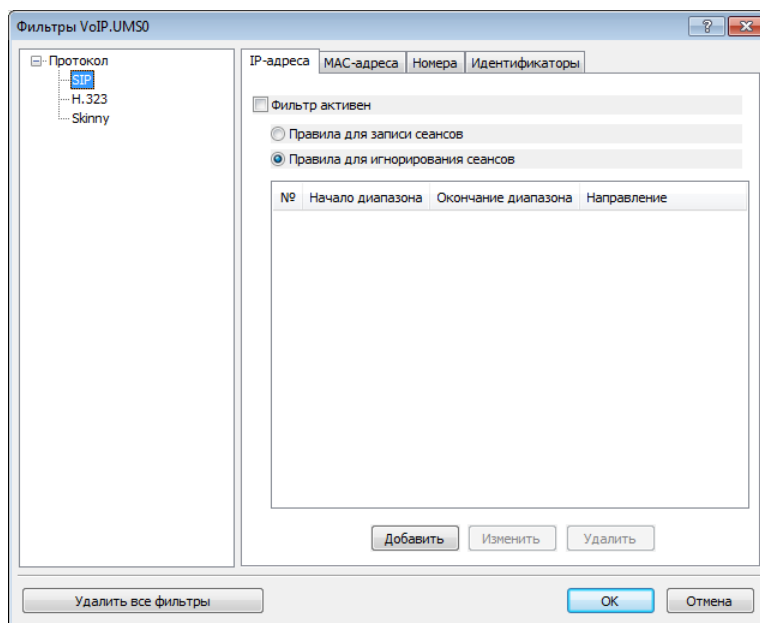 Фильтры VoIP.UMS0
Протокол
SIP
H.323
Skinny
IP-адреса MAC-адреса Номера Идентификаторы
Фильтр активен
Правила для записи сеансов
Правила для игнорирования сеансов
№ Начало диапазона Окончание диапазона Направление
Добавить Изменить Удалить
Удалить все фильтры OK Отмена